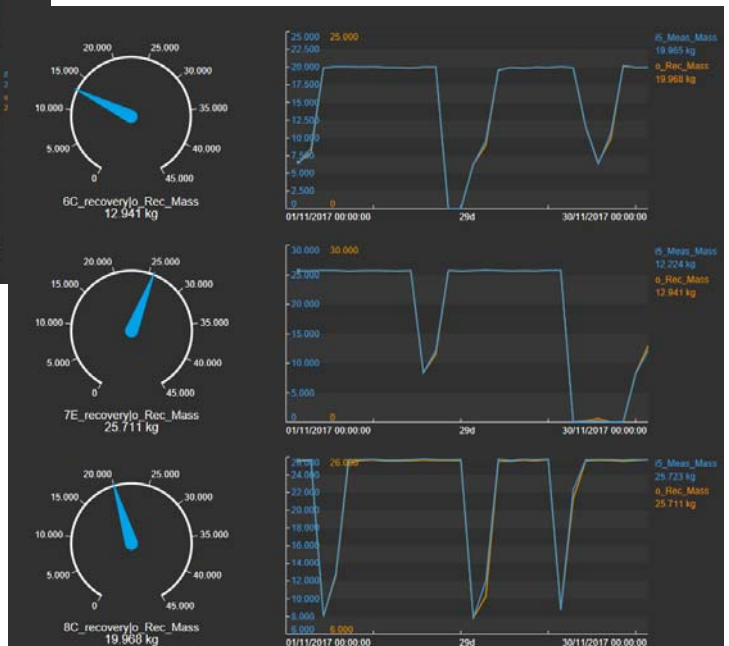 20.000 25.000
15.000 30.000
10.000 35.000
5.000 40.000
0 45.000
6C_recovery|o_Rec_Mass
12.941 kg
25.000 25.000
22.500
20.000
17.500
15.000
12.500
10.000
7.500
5.000
2.500
0 0
01/11/2017 00:00:00 29d 30/11/2017 00:00:00
i5_Meas_Mass
19.965 kg
o_Rec_Mass
19.968 kg
20.000 25.000
15.000 30.000
10.000 35.000
5.000 40.000
0 45.000
7E_recovery|o_Rec_Mass
25.711 kg
30.000 30.000
25.000
20.000
15.000
10.000
5.000
0 0
01/11/2017 00:00:00 29d 30/11/2017 00:00:00
i5_Meas_Mass
12.224 kg
o_Rec_Mass
12.941 kg
20.000 25.000
15.000 30.000
10.000 35.000
5.000 40.000
0 45.000
8C_recovery|o_Rec_Mass
19.968 kg
26.000 26.000
24.000
22.000
20.000
18.000
16.000
14.000
12.000
10.000
8.000
6.000 6.000
01/11/2017 00:00:00 29d 30/11/2017 00:00:00
i5_Meas_Mass
25.723 kg
o_Rec_Mass
25.711 kg